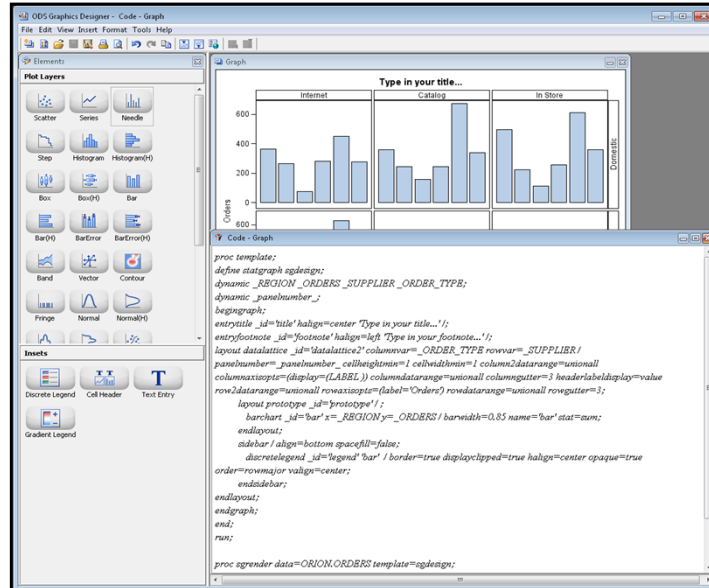 ODS Graphics Designer - Code - Graph
File Edit View Insert Format Tools Help
Elements
Plot Layers
Scatter Series Needle
Step Histogram Histogram(H)
Box Box(H) Bar
Bar(H) BarError BarError(H)
Band Vector Contour
Fringe Normal Normal(H)
Insets
Discrete Legend Cell Header Text Entry
Gradient Legend
Graph
Type in your title...
Internet Catalog In Store
600
400
200
0
Orders
Domestic
600
Code - Graph
proc template;
define statgraph sgdesign;
dynamic _REGION _ORDERS _SUPPLIER _ORDER_TYPE;
dynamic _panelnumber_;
begingraph;
entrytitle _id='title' halign=center 'Type in your title...' /;
entryfootnote _id='footnote' halign=left 'Type in your footnote...' /;
layout datalattice _id='datalattice2' columnvar=_ORDER_TYPE rowvar=_SUPPLIER /
panelnumber=_panelnumber_ cellheightmin=1 cellwidthmin=1 column2datarange=unionall
columnaxisopts=(display=(LABEL )) columndatarange=unionall columngutter=3 headerlabeldisplay=value
row2datarange=unionall rowaxisopts=(label='Orders') rowdatarange=unionall rowgutter=3;
layout prototype _id='prototype' / ;
barchart _id='bar' x=_REGION y=_ORDERS / barwidth=0.85 name='bar' stat=sum;
endlayout;
sidebar / align=bottom spacefill=false;
discretelegend _id='legend' 'bar' / border=true displayclipped=true halign=center opaque=true
order=rowmajor valign=center;
endsidebar;
endlayout;
endgraph;
end;
run;
proc sgrender data=ORION.ORDERS template=sgdesign;